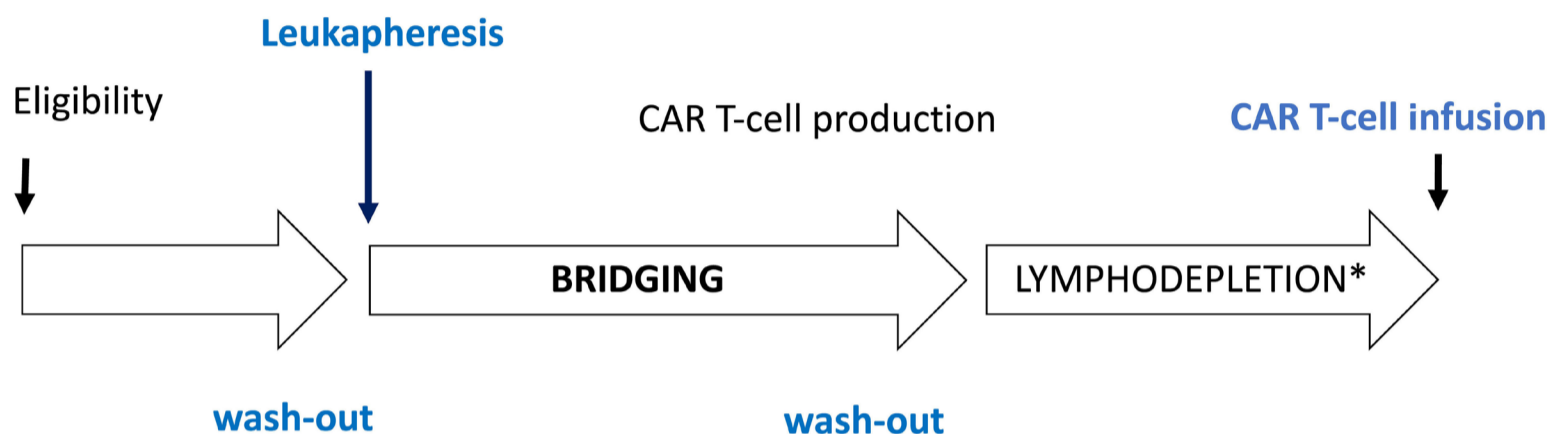 Leukapheresis
Eligibility
CAR T-cell production
CAR T-cell infusion
BRIDGING
LYMPHODEPLETION*
wash-out
wash-out